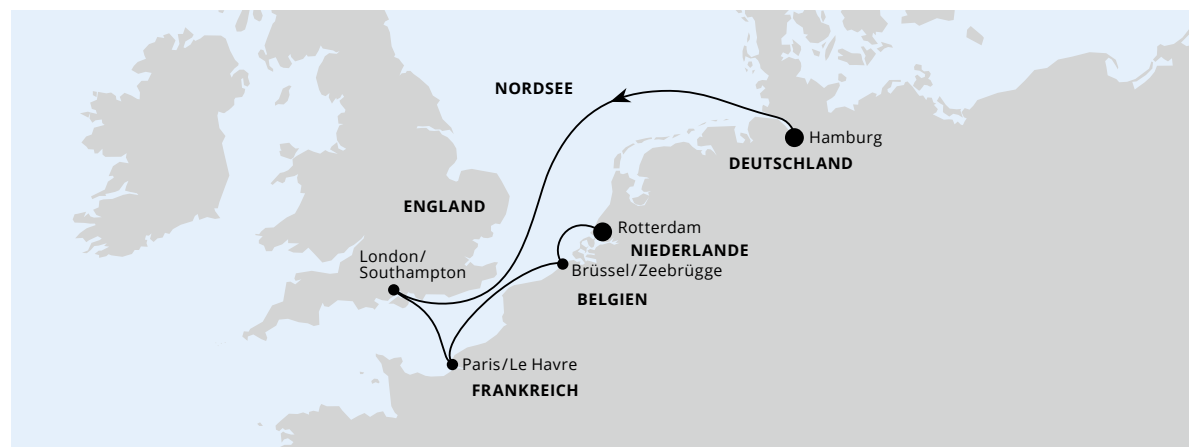 NORDSEE
Hamburg
DEUTSCHLAND
ENGLAND
Rotterdam
NIEDERLANDE
London/
Southampton
Brüssel/Zeebrügge
BELGIEN
Paris/Le Havre
FRANKREICH